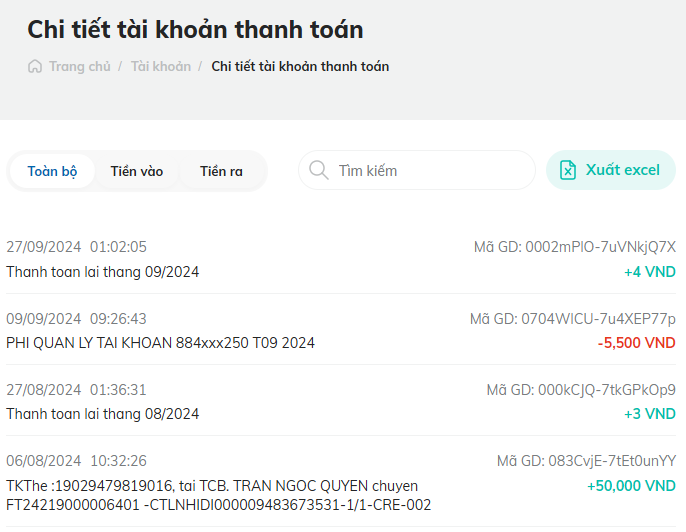 Chi tiết tài khoản thanh toán
Trang chủ / Tài khoản / Chi tiết tài khoản thanh toán
Toàn bộ Tiền vào Tiền ra Tìm kiếm Xuất excel
27/09/2024 01:02:05 Mã GD: 0002mPIO-7uVNkjQ7X
Thanh toan lai thang 09/2024 +4 VND
09/09/2024 09:26:43 Mã GD: 0704WICU-7u4XEP77p
PHI QUAN LY TAI KHOAN 884xxx250 T09 2024 -5,500 VND
27/08/2024 01:36:31 Mã GD: 000kCJQ-7tkGPkOp9
Thanh toan lai thang 08/2024 +3 VND
06/08/2024 10:32:26 Mã GD: 083CvjE-7tEt0unYY
TKThe :19029479819016, tai TCB. TRAN NGOC QUYEN chuyen +50,000 VND
FT24219000006401 -CTLNHIDI000009483673531-1/1-CRE-002